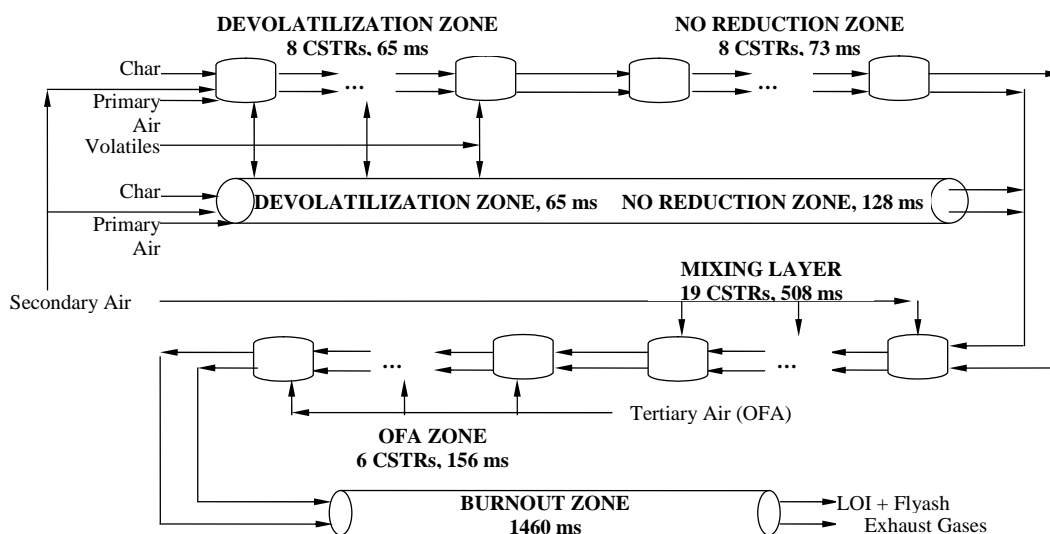 DEVOLATILIZATION ZONE
8 CSTRs, 65 ms
NO REDUCTION ZONE
8 CSTRs, 73 ms
Char
...
...
Primary
Air
Volatiles
Char
DEVOLATILIZATION ZONE, 65 ms
NO REDUCTION ZONE, 128 ms
Primary
Air
MIXING LAYER
19 CSTRs, 508 ms
Secondary Air
...
...
Tertiary Air (OFA)
OFA ZONE
6 CSTRs, 156 ms
BURNOUT ZONE
1460 ms
LOI + Flyash
Exhaust Gases